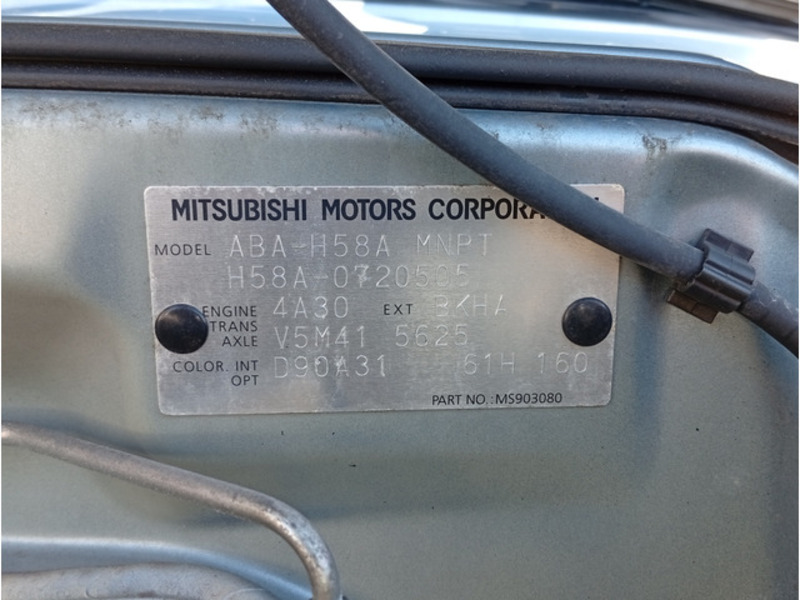 MITSUBISHI MOTORS CORPORATION
MODEL ABA-H58A MNPT
H58A-0720505
ENGINE 4A30 EXT BKHA
TRANS AXLE V5M41 5625
COLOR. INT OPT D90A31 61H 160
PART NO.:MS903080